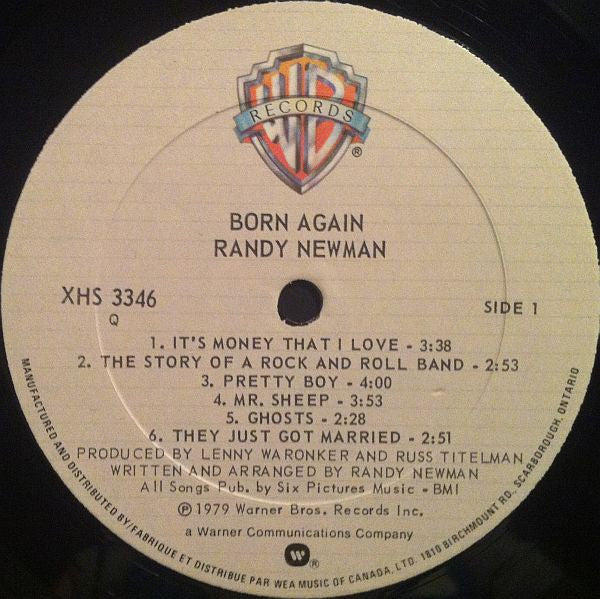 WB
RECORDS
®
BORN AGAIN
RANDY NEWMAN
XHS 3346
Q
SIDE 1
1. IT'S MONEY THAT I LOVE - 3:38
2. THE STORY OF A ROCK AND ROLL BAND - 2:53
3. PRETTY BOY - 4:00
4. MR. SHEEP - 3:53
5. GHOSTS - 2:28
6. THEY JUST GOT MARRIED - 2:51
PRODUCED BY LENNY WARONKER AND RUSS TITELMAN
WRITTEN AND ARRANGED BY RANDY NEWMAN
All Songs Pub. by Six Pictures Music - BMI
℗ 1979 Warner Bros. Records Inc.
a Warner Communications Company
W ®
MANUFACTURED AND DISTRIBUTED BY/FABRIQUE ET DISTRIBUE PAR WEA MUSIC OF CANADA, LTD. 1810 BIRCHMOUNT RD., SCARBOROUGH, ONTARIO